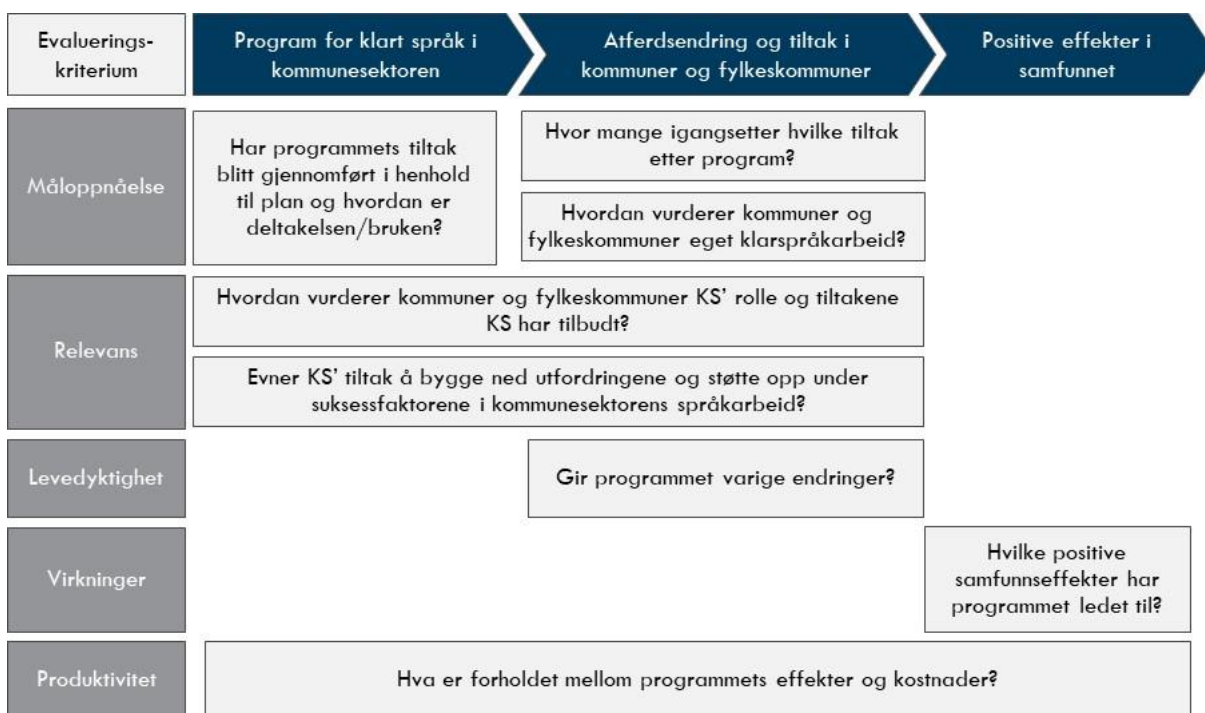 Evaluerings-
kriterium
Program for klart språk i
kommunesektoren
Atferdsendring og tiltak i
kommuner og fylkeskommuner
Positive effekter i
samfunnet
Måloppnåelse
Har programmets tiltak
blitt gjennomført i henhold
til plan og hvordan er
deltakelsen/bruken?
Hvor mange igangsetter hvilke tiltak
etter program?
Hvordan vurderer kommuner og
fylkeskommuner eget klarspråkarbeid?
Relevans
Hvordan vurderer kommuner og fylkeskommuner KS’ rolle og tiltakene
KS har tilbudt?
Evner KS’ tiltak å bygge ned utfordringene og støtte opp under
suksessfaktorene i kommunesektorens språkarbeid?
Levedyktighet
Gir programmet varige endringer?
Virkninger
Hvilke positive
samfunnseffekter har
programmet ledet til?
Produktivitet
Hva er forholdet mellom programmets effekter og kostnader?